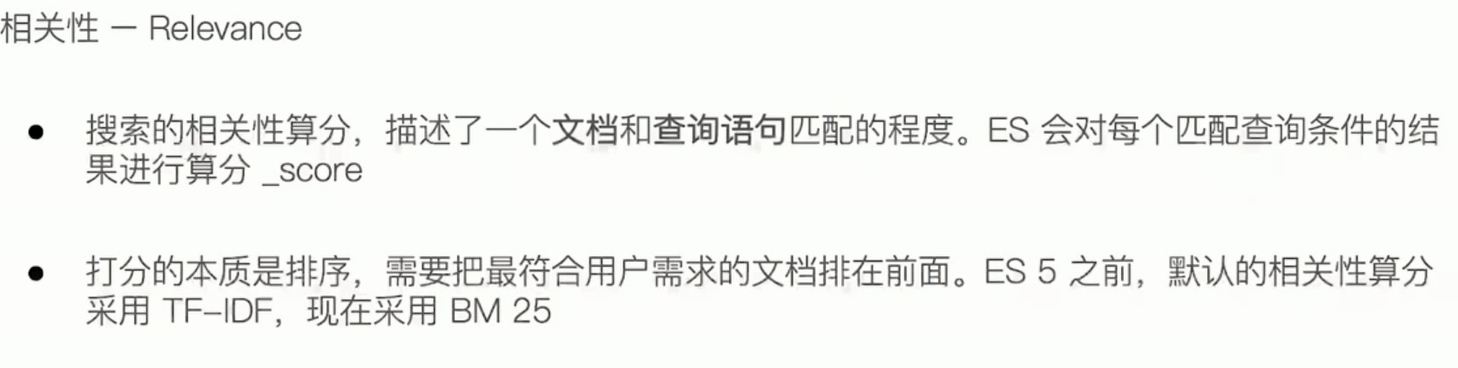 相关性 — Relevance
● 搜索的相关性算分，描述了一个文档和查询语句匹配的程度。ES 会对每个匹配查询条件的结
果进行算分 _score
● 打分的本质是排序，需要把最符合用户需求的文档排在前面。ES 5 之前，默认的相关性算分
采用 TF-IDF，现在采用 BM 25